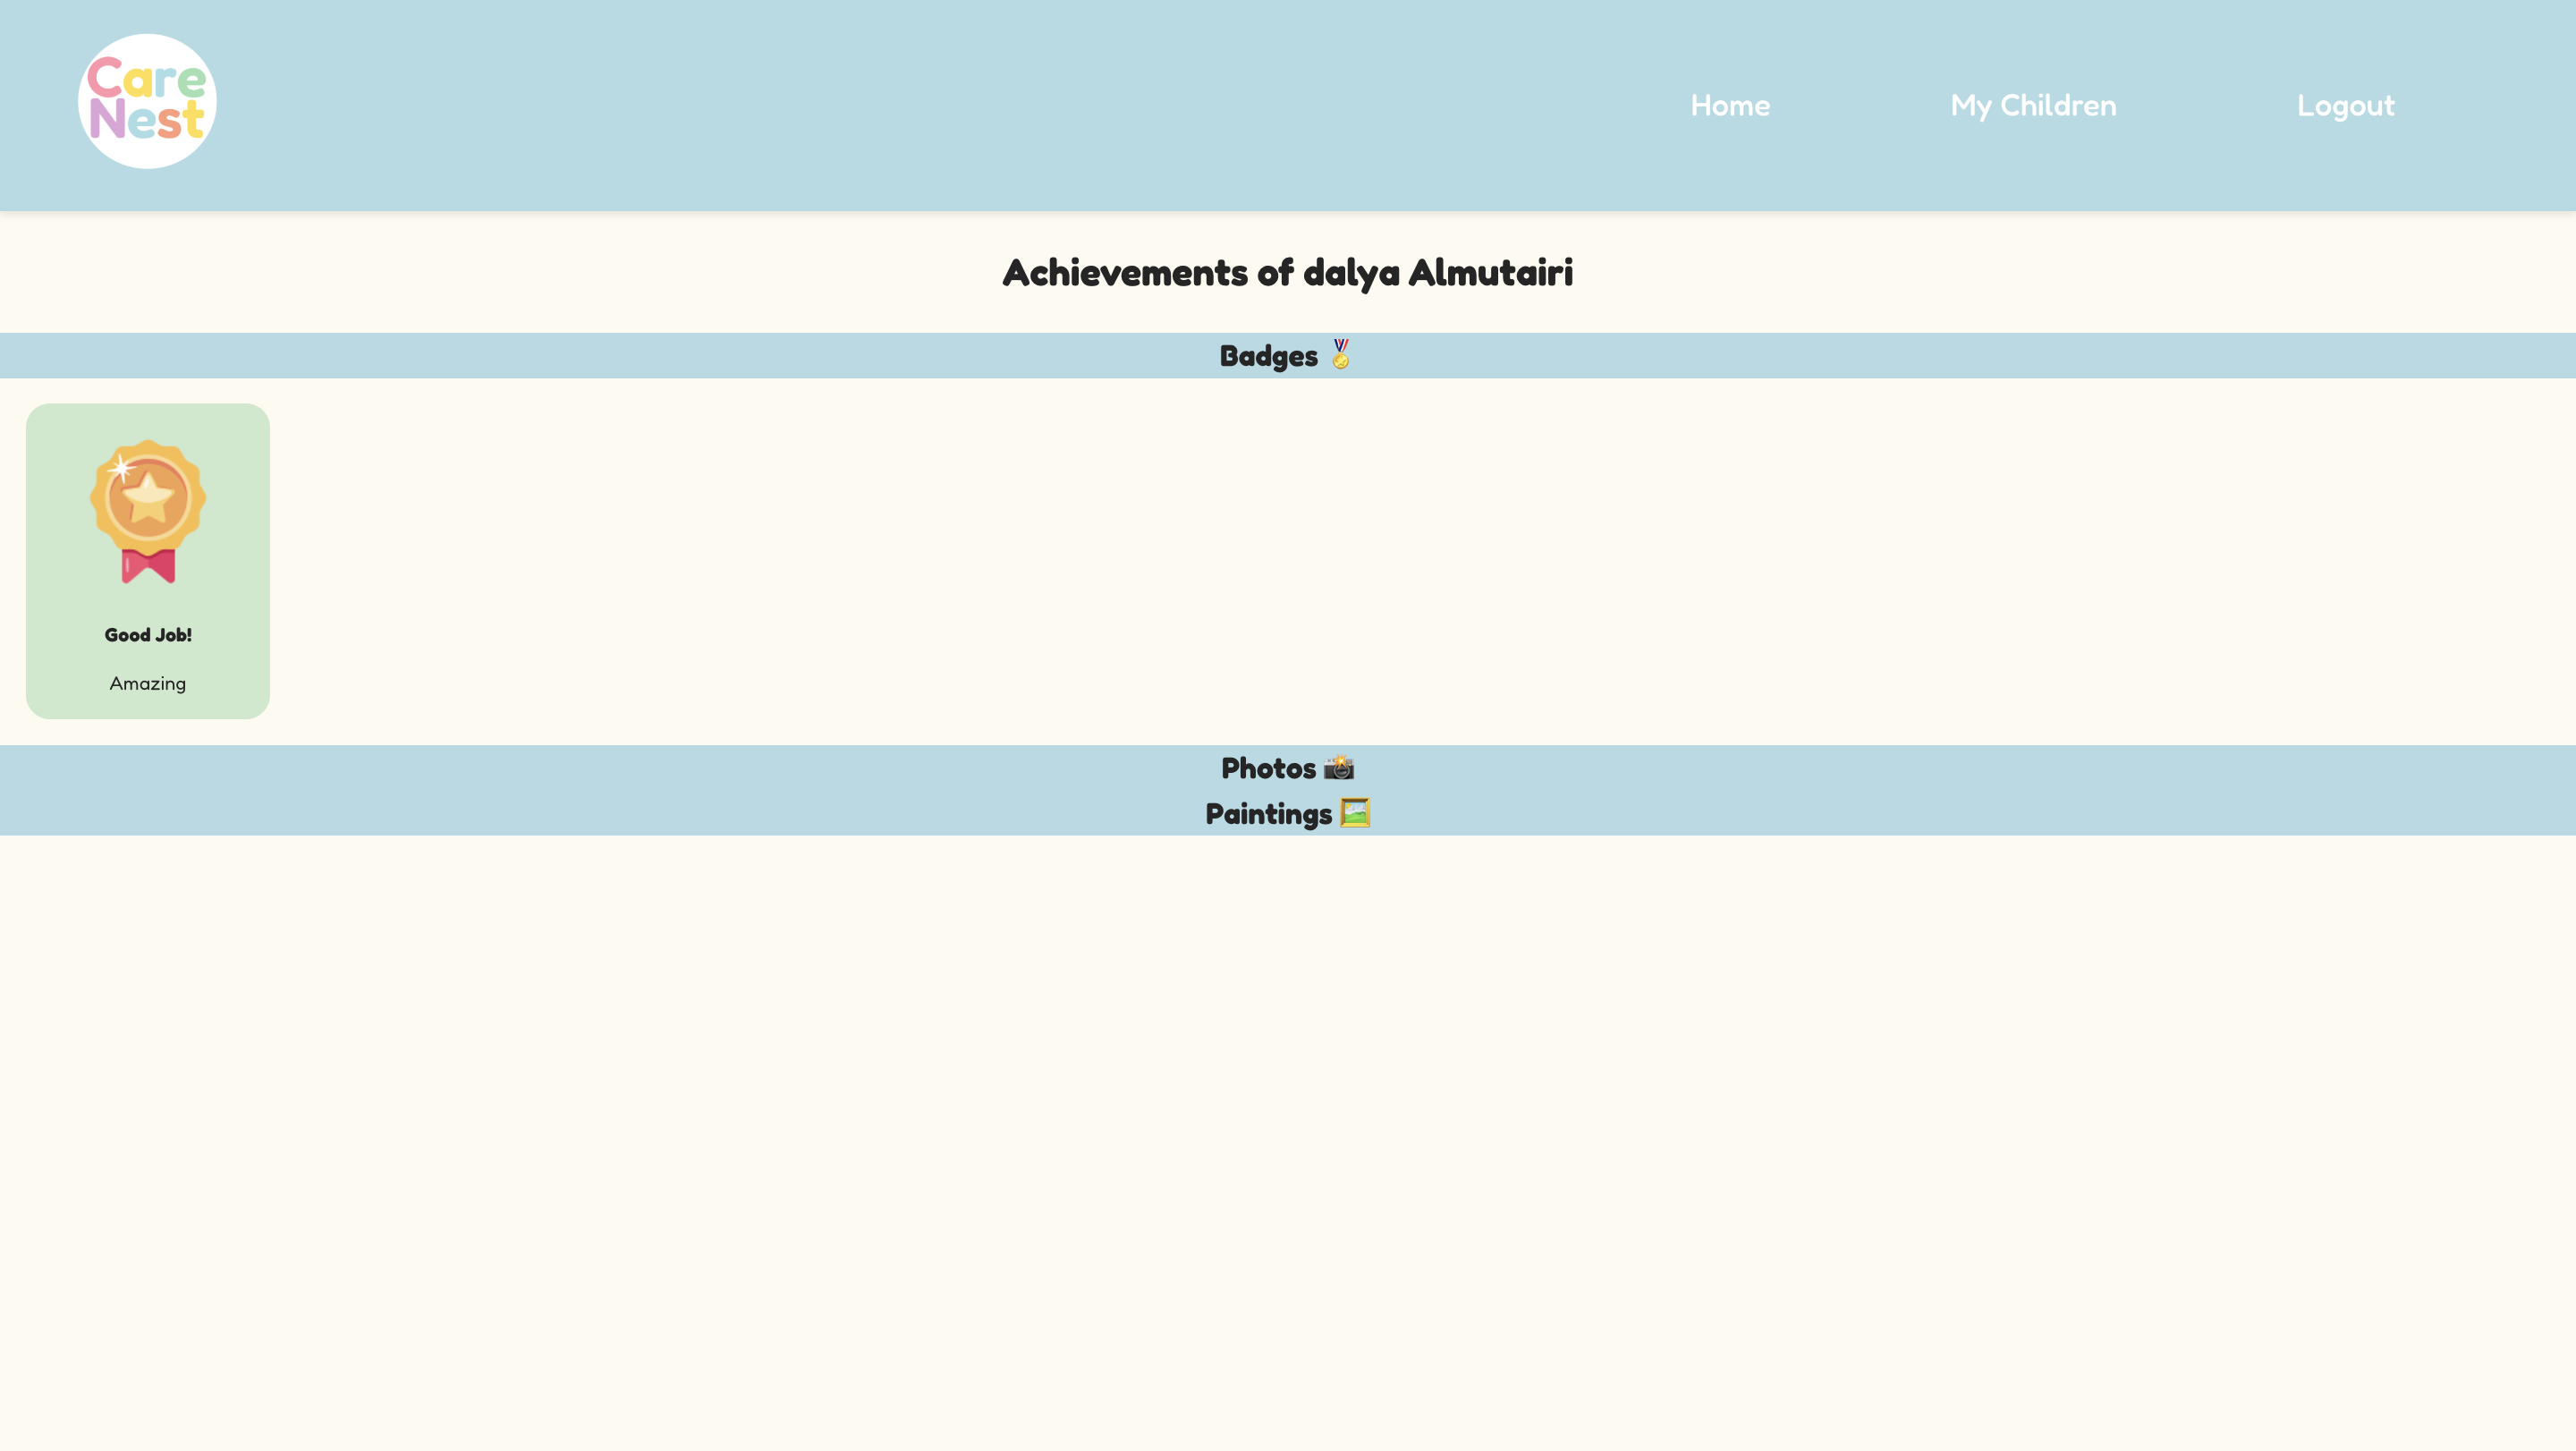 Care
Nest
Home
My Children
Logout
Achievements of dalya Almutairi
Badges 🏅
Good Job!
Amazing
Photos 📸
Paintings 🖼️